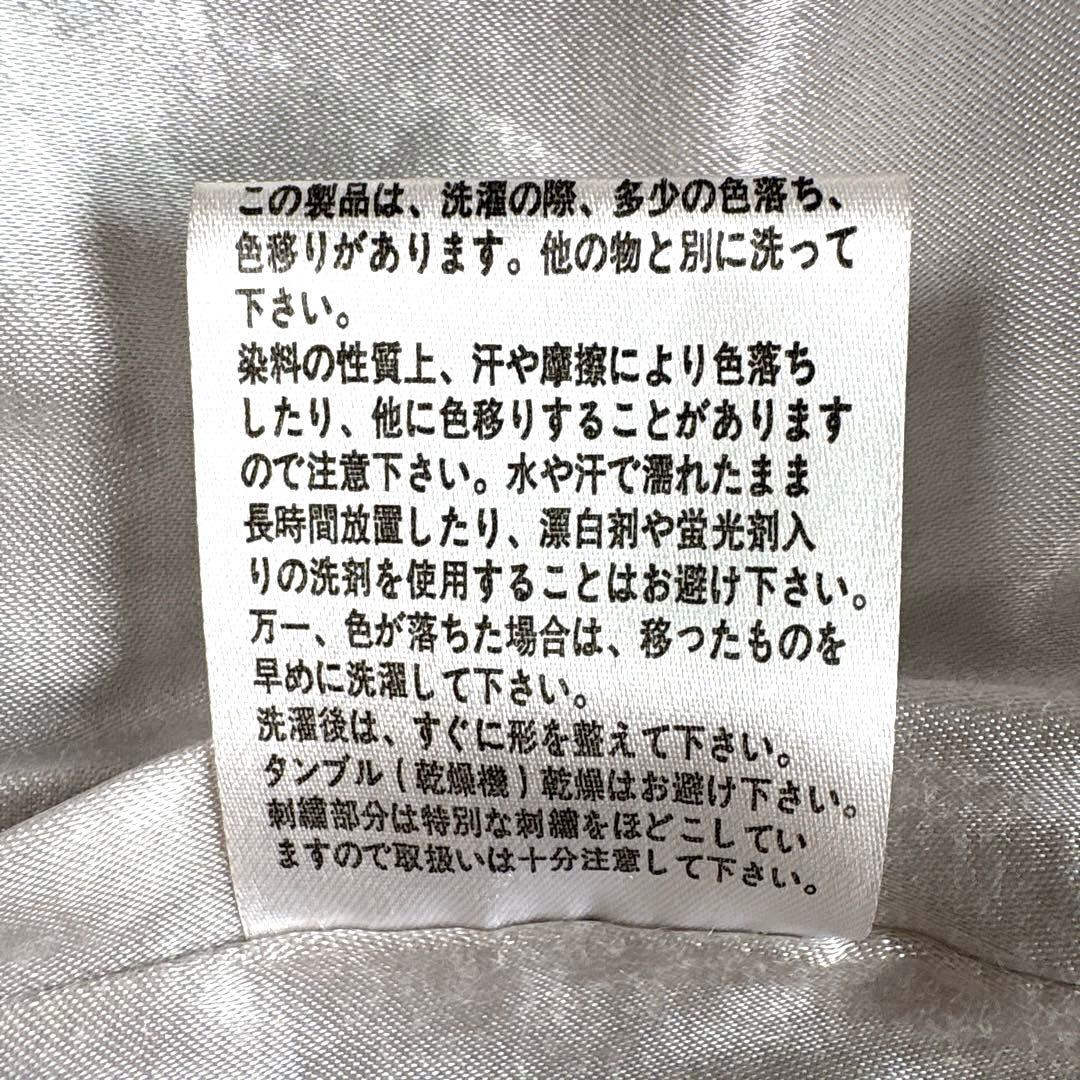 この製品は、洗濯の際、多少の色落ち、
色移りがあります。他の物と別に洗って
下さい。
染料の性質上、汗や摩擦により色落ち
したり、他に色移りすることがあります
ので注意下さい。水や汗で濡れたまま
長時間放置したり、漂白剤や蛍光剤入
りの洗剤を使用することはお避け下さい。
万一、色が落ちた場合は、移ったものを
早めに洗濯して下さい。
洗濯後は、すぐに形を整えて下さい。
タンブル(乾燥機)乾燥はお避け下さい。
刺繍部分は特別な刺繍をほどこしてい
ますので取扱いは十分注意して下さい。